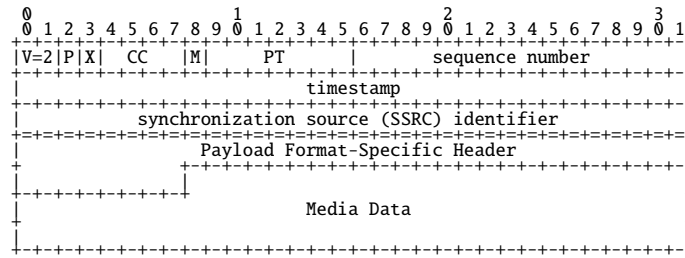 0                   1                   2                   3
0 1 2 3 4 5 6 7 8 9 0 1 2 3 4 5 6 7 8 9 0 1 2 3 4 5 6 7 8 9 0 1
+-+-+-+-+-+-+-+-+-+-+-+-+-+-+-+-+-+-+-+-+-+-+-+-+-+-+-+-+-+-+-+-
|V=2|P|X|  CC   |M|     PT      |       sequence number
+-+-+-+-+-+-+-+-+-+-+-+-+-+-+-+-+-+-+-+-+-+-+-+-+-+-+-+-+-+-+-+-
|                           timestamp
+-+-+-+-+-+-+-+-+-+-+-+-+-+-+-+-+-+-+-+-+-+-+-+-+-+-+-+-+-+-+-+-
|           synchronization source (SSRC) identifier
+=+=+=+=+=+=+=+=+=+=+=+=+=+=+=+=+=+=+=+=+=+=+=+=+=+=+=+=+=+=+=+=
|                 Payload Format-Specific Header
+               +-+-+-+-+-+-+-+-+-+-+-+-+-+-+-+-+-+-+-+-+-+-+-+-
|               |
+-+-+-+-+-+-+-+-+
|                           Media Data
+
|
+-+-+-+-+-+-+-+-+-+-+-+-+-+-+-+-+-+-+-+-+-+-+-+-+-+-+-+-+-+-+-+-